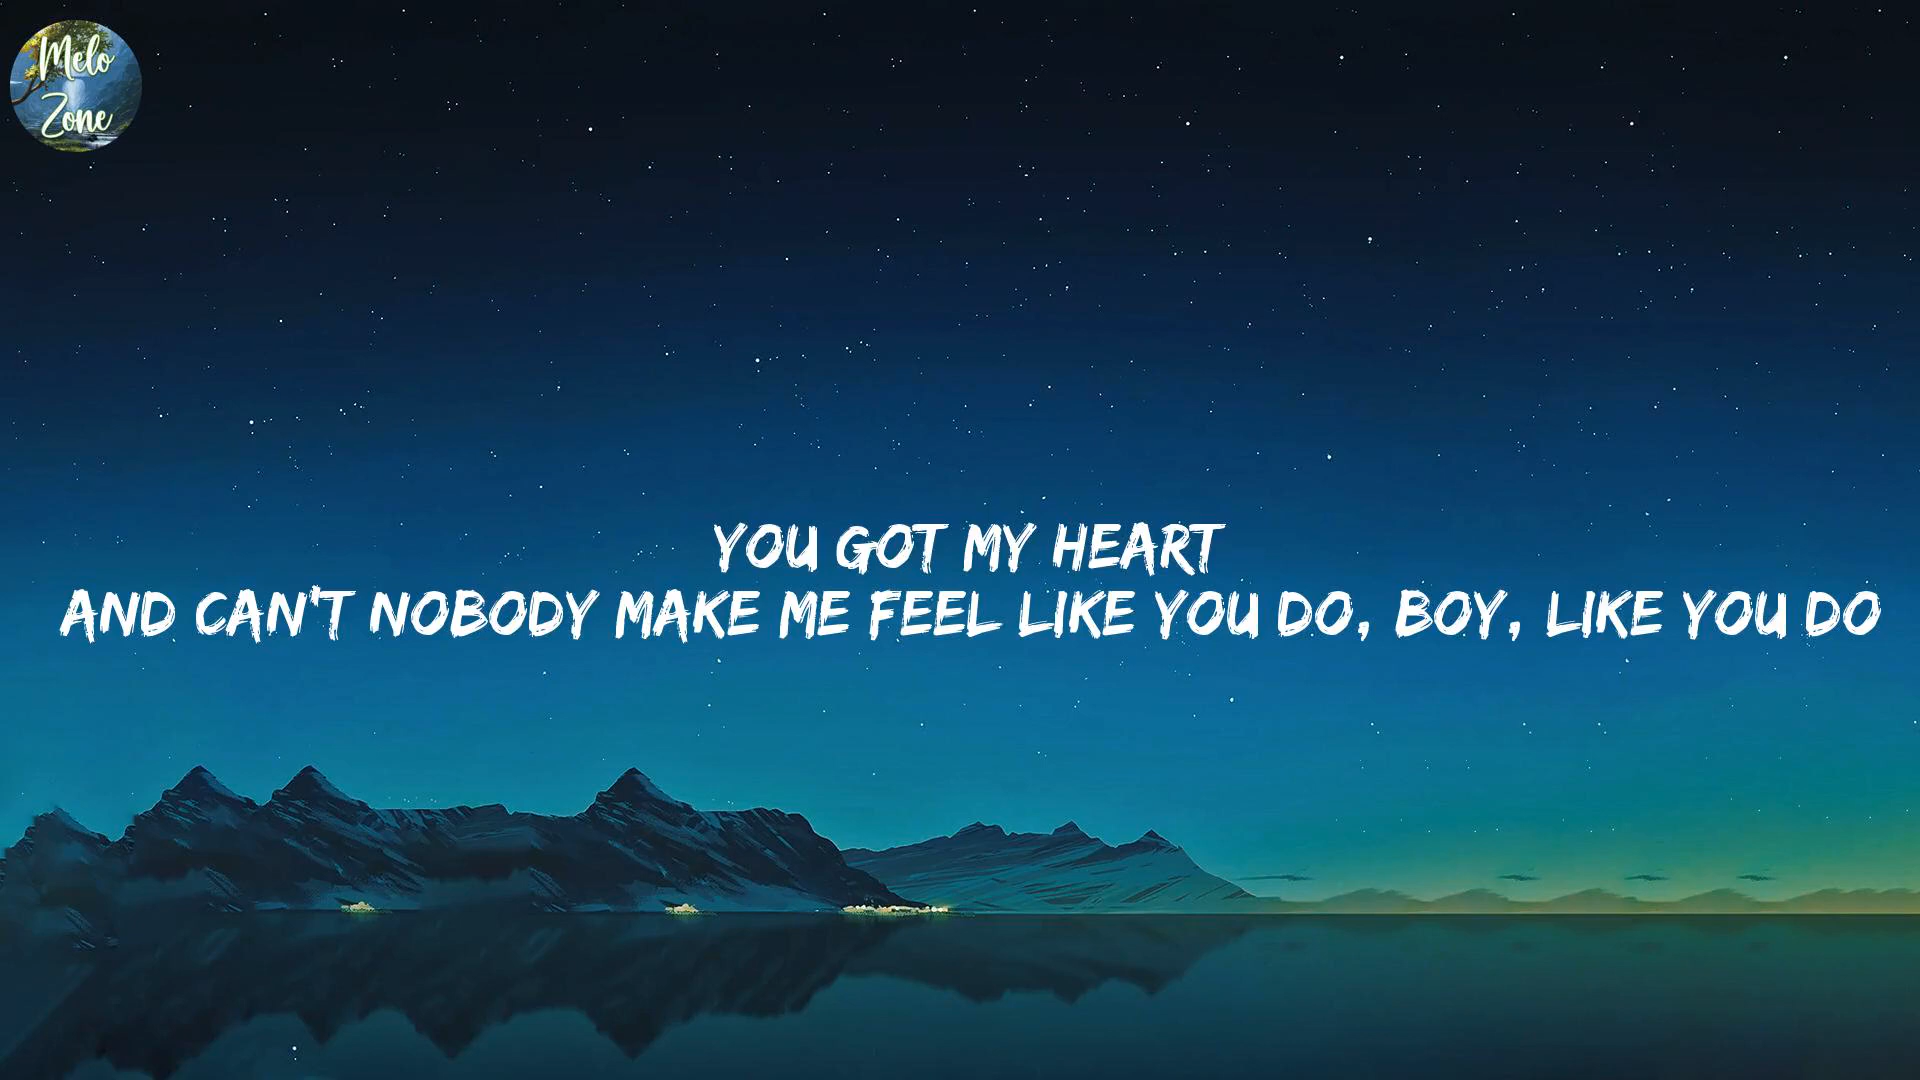 Melo
Zone
YOU GOT MY HEART
AND CAN'T NOBODY MAKE ME FEEL LIKE YOU DO, BOY, LIKE YOU DO